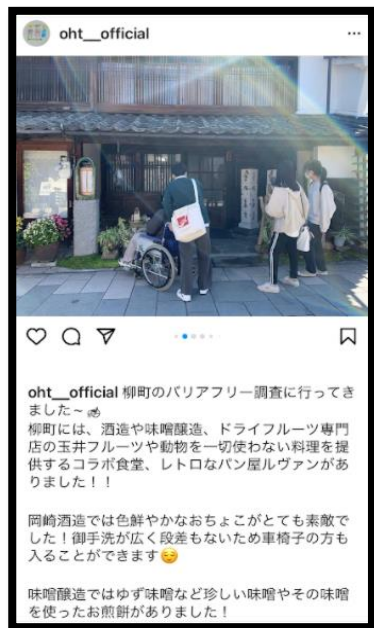 oht__official
oht__official 柳町のバリアフリー調査に行ってき
ました～🦽
柳町には、酒造や味噌醸造、ドライフルーツ専門
店の玉井フルーツや動物を一切使わない料理を提
供するコラボ食堂、レトロなパン屋ルヴァンがあ
りました！！
岡崎酒造では色鮮やかなおちょこがとても素敵で
した！御手洗が広く段差もないため車椅子の方も
入ることができます😌
味噌醸造ではゆず味噌など珍しい味噌やその味噌
を使ったお煎餅がありました！